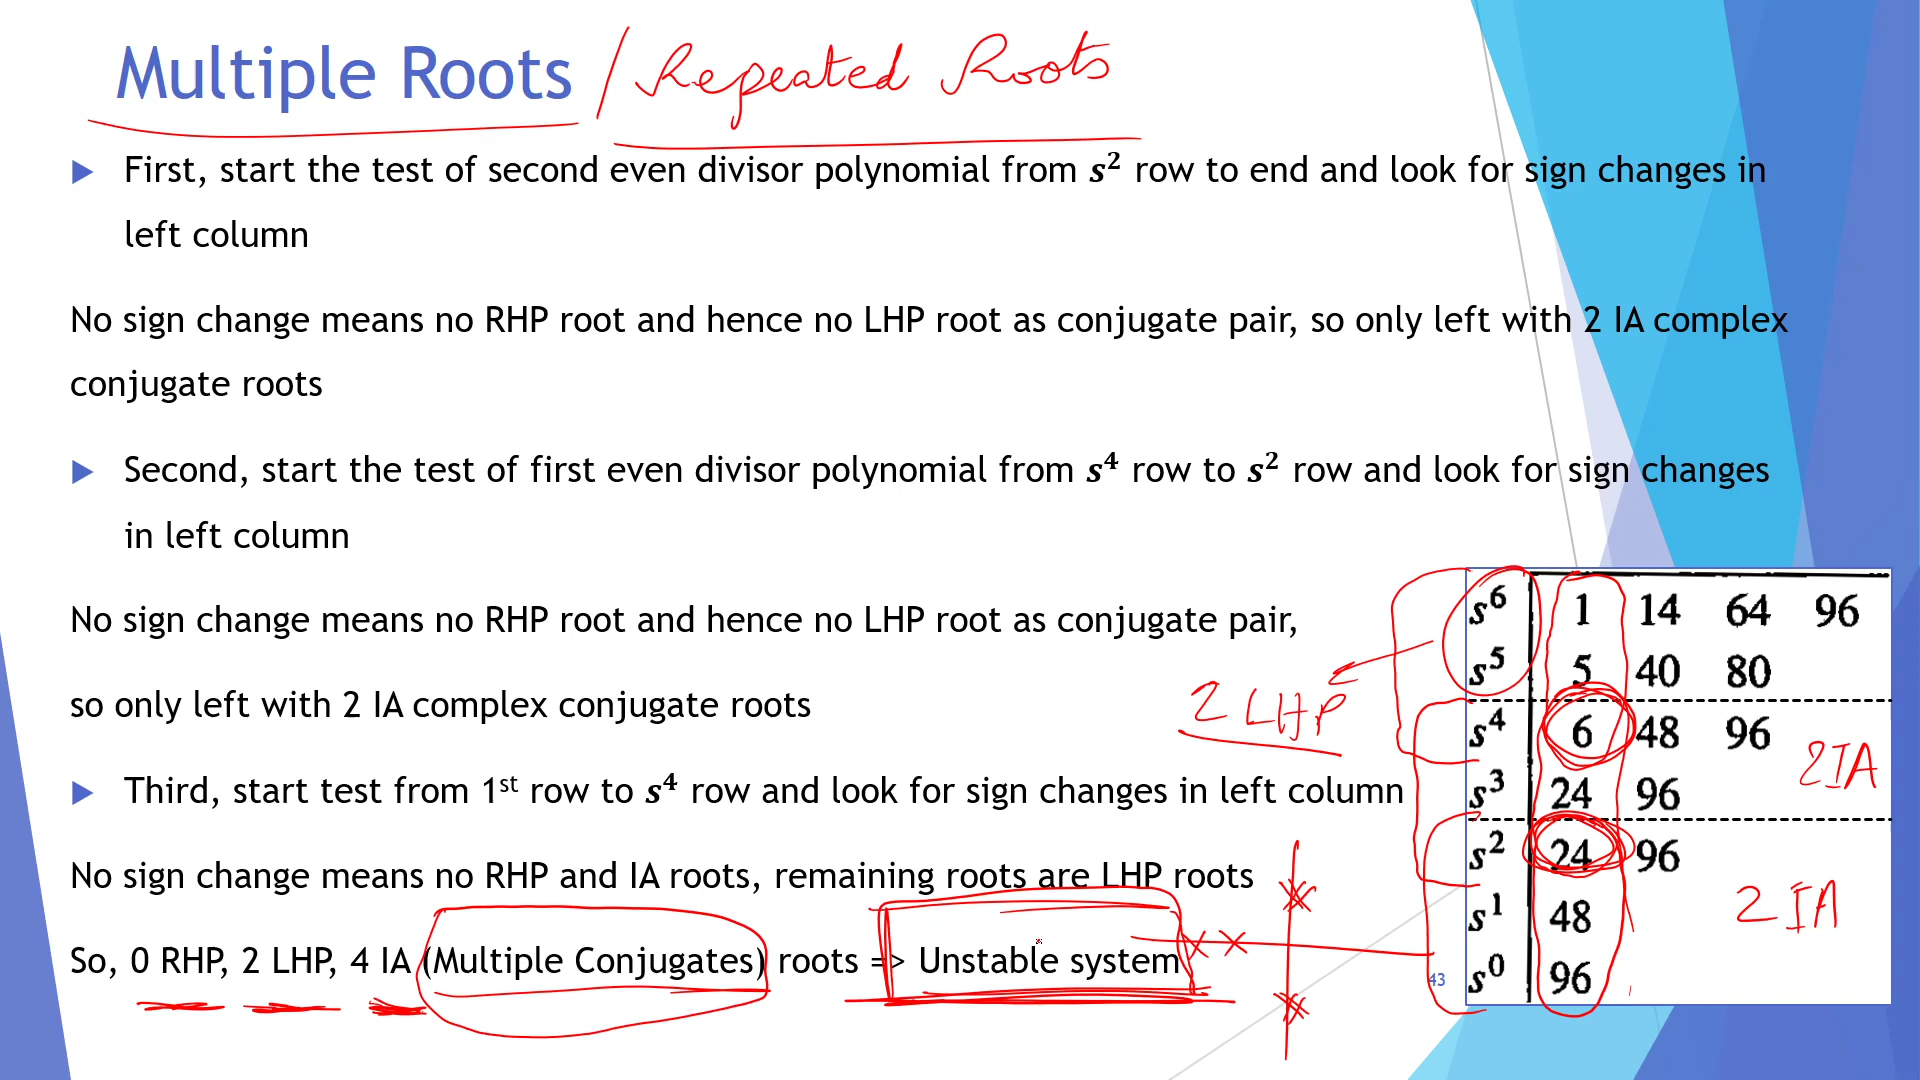 Multiple Roots / Repeated Roots
First, start the test of second even divisor polynomial from s² row to end and look for sign changes in
left column
No sign change means no RHP root and hence no LHP root as conjugate pair, so only left with 2 IA complex
conjugate roots
Second, start the test of first even divisor polynomial from s⁴ row to s² row and look for sign changes
in left column
No sign change means no RHP root and hence no LHP root as conjugate pair,
so only left with 2 IA complex conjugate roots
Third, start test from 1st row to s⁴ row and look for sign changes in left column
No sign change means no RHP and IA roots, remaining roots are LHP roots
So, 0 RHP, 2 LHP, 4 IA (Multiple Conjugates) roots => Unstable system
2 LHP
s⁶ 1 14 64 96
s⁵ 5 40 80
s⁴ 6 48 96
2IA
s³ 24 96
s² 24 96
s¹ 48
2 IA
s⁰ 96
43